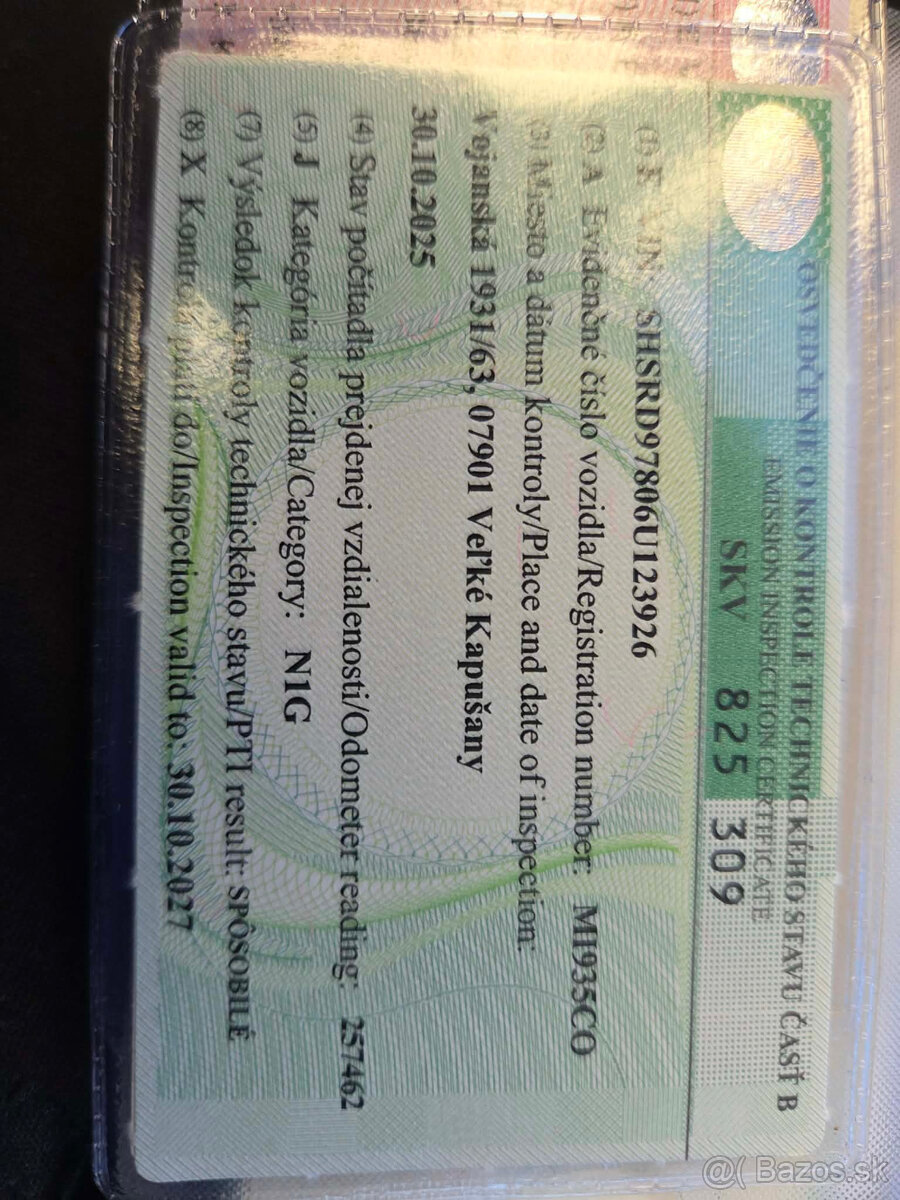 OSVEDČENIE O KONTROLE TECHNICKÉHO STAVU ČASŤ B
EMISSION INSPECTION CERTIFICATE
SKV 825 309
(1) E VIN: SHSRD97806U123926
(2) A Evidenčné číslo vozidla/Registration number: MI935CO
(3) Miesto a dátum kontroly/Place and date of inspection:
Vajanská 1931/63, 07901 Veľké Kapušany
30.10.2025
(4) Stav počítadla prejdenej vzdialenosti/Odometer reading: 257462
(5) J Kategória vozidla/Category: N1G
(7) Výsledok kontroly technického stavu/PTI result: SPÔSOBILÉ
(8) X Kontrola platí do/Inspection valid to: 30.10.2027
@( Bazos.sk